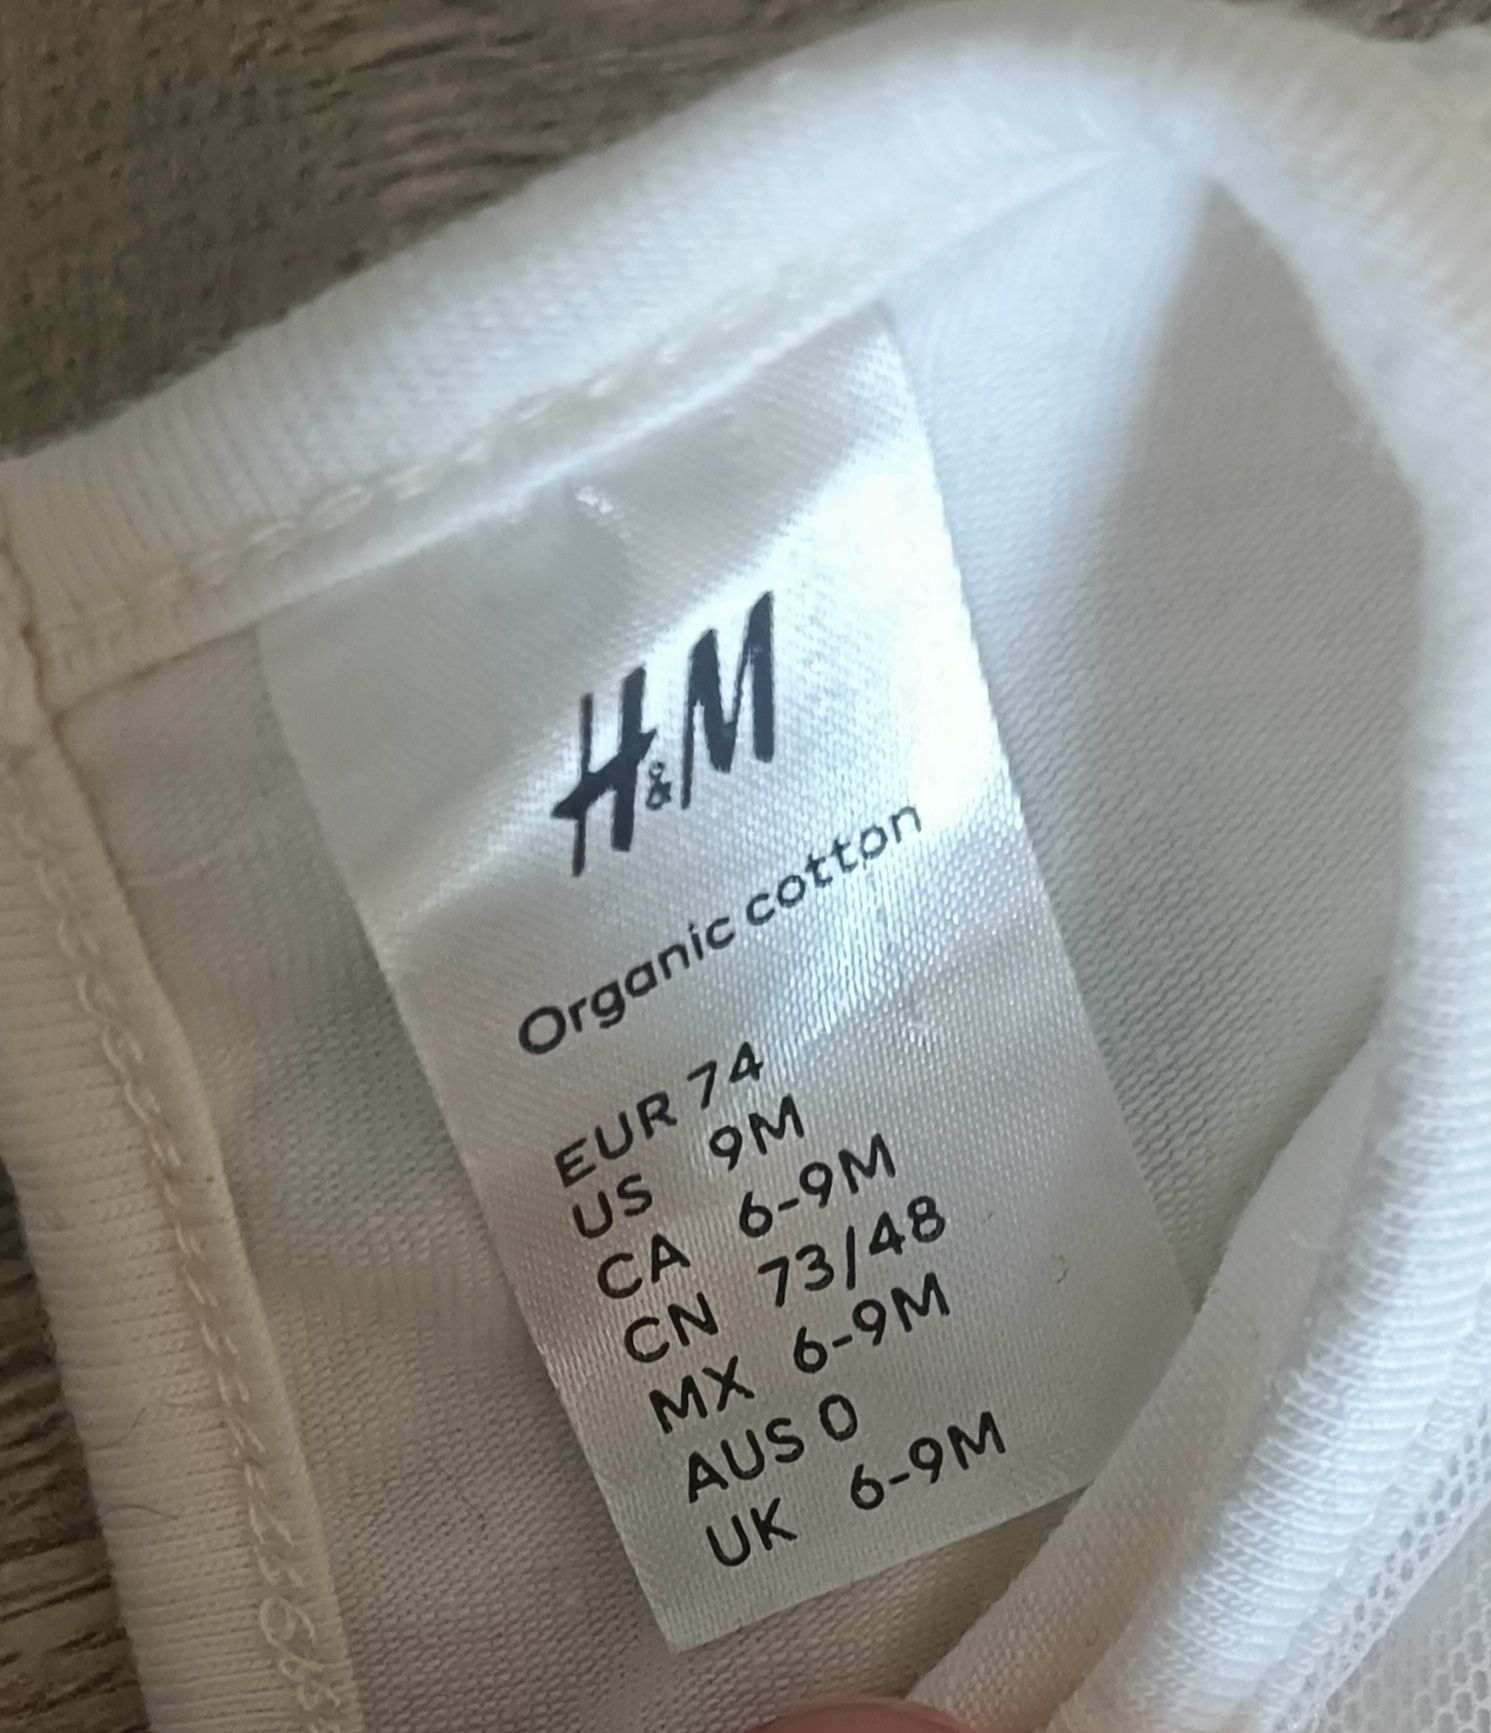 H&M
Organic cotton
EUR 74
US 9M
CA 6-9M
CN 73/48
MX 6-9M
AUS 0
UK 6-9M